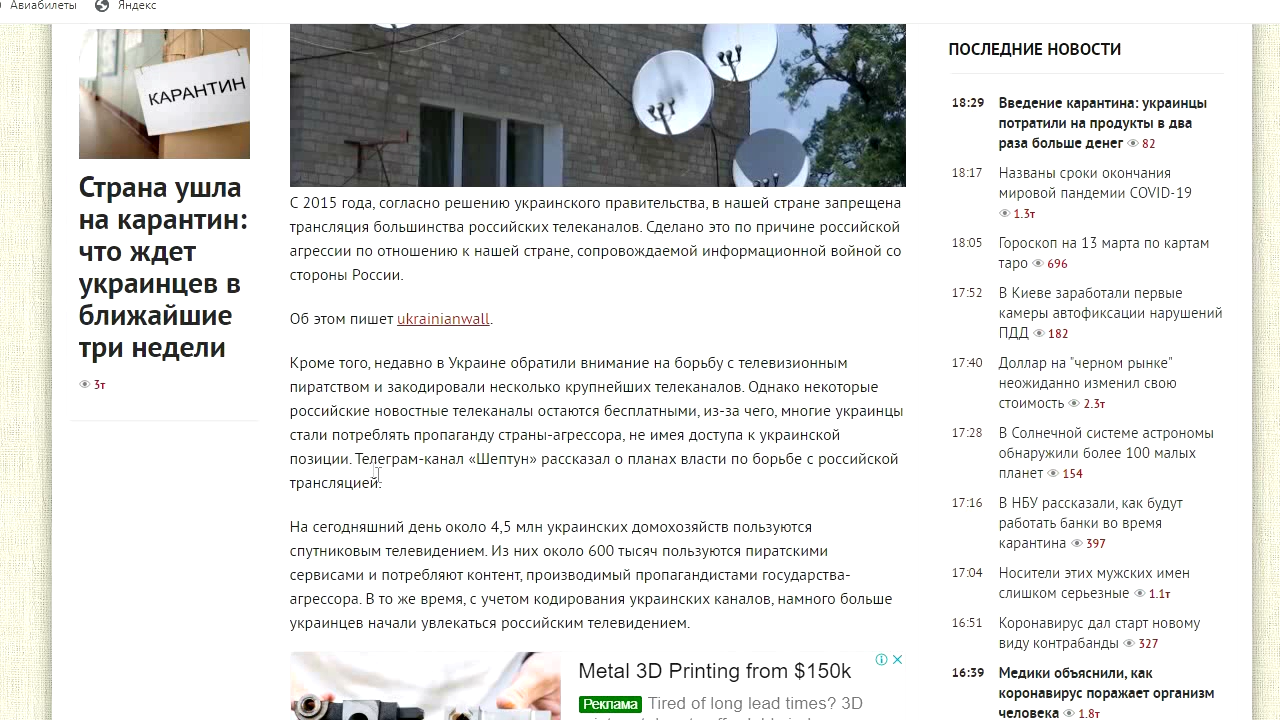 Авиабилеты
Яндекс
КАРАНТИН
Страна ушла
на карантин:
что ждет
украинцев в
ближайшие
три недели
3т
С 2015 года, согласно решению украинского правительства в нашей стране запрещена
трансляция большинства российских телеканалов. Сделано это по причине российской
агрессии по отношению к нашей стране, сопровождаемой информационной войной со
стороны России.
Об этом пишет ukrainianwall.
Кроме того, недавно в Украине обратили внимание на борьбу с телевизионным
пиратством и закодировали несколько крупнейших телеканалов. Однако некоторые
российские новостные телеканалы остаются бесплатными, из-за чего, многие украинцы
стали потреблять пропаганду страны агрессора, не имея доступа к украинской
позиции. Телеграм-канал «Шептун» рассказал о планах власти по борьбе с российской
трансляцией.
На сегодняшний день около 4,5 млн украинских домохозяйств пользуются
спутниковым телевидением. Из них около 600 тысяч пользуются пиратскими
сервисами и потребляют контент, производимый пропагандистами государства-
агрессора. В то же время, с учетом кодирования украинских каналов, намного больше
украинцев начали увлекаться российским телевидением.
Metal 3D Printing from $150k
Реклама Tired of long lead times? 3D
ПОСЛЕДНИЕ НОВОСТИ
18:29 Введение карантина: украинцы
потратили на продукты в два
раза больше денег 82
18:17 Названы сроки окончания
мировой пандемии COVID-19
1.3т
18:05 Гороскоп на 13 марта по картам
таро 696
17:52 В Киеве заработали первые
камеры автофиксации нарушений
ПДД 182
17:40 Доллар на "черном рынке"
неожиданно изменил свою
стоимость 2.3т
17:28 В Солнечной системе астрономы
обнаружили более 100 малых
планет 154
17:16 В НБУ рассказали, как будут
работать банки во время
карантина 397
17:04 Носители этих мужских имен
слишком серьезные 1.1т
16:51 Коронавирус дал старт новому
виду контрабанды 327
16:39 Медики объяснили, как
коронавирус поражает организм
человека 1.8т